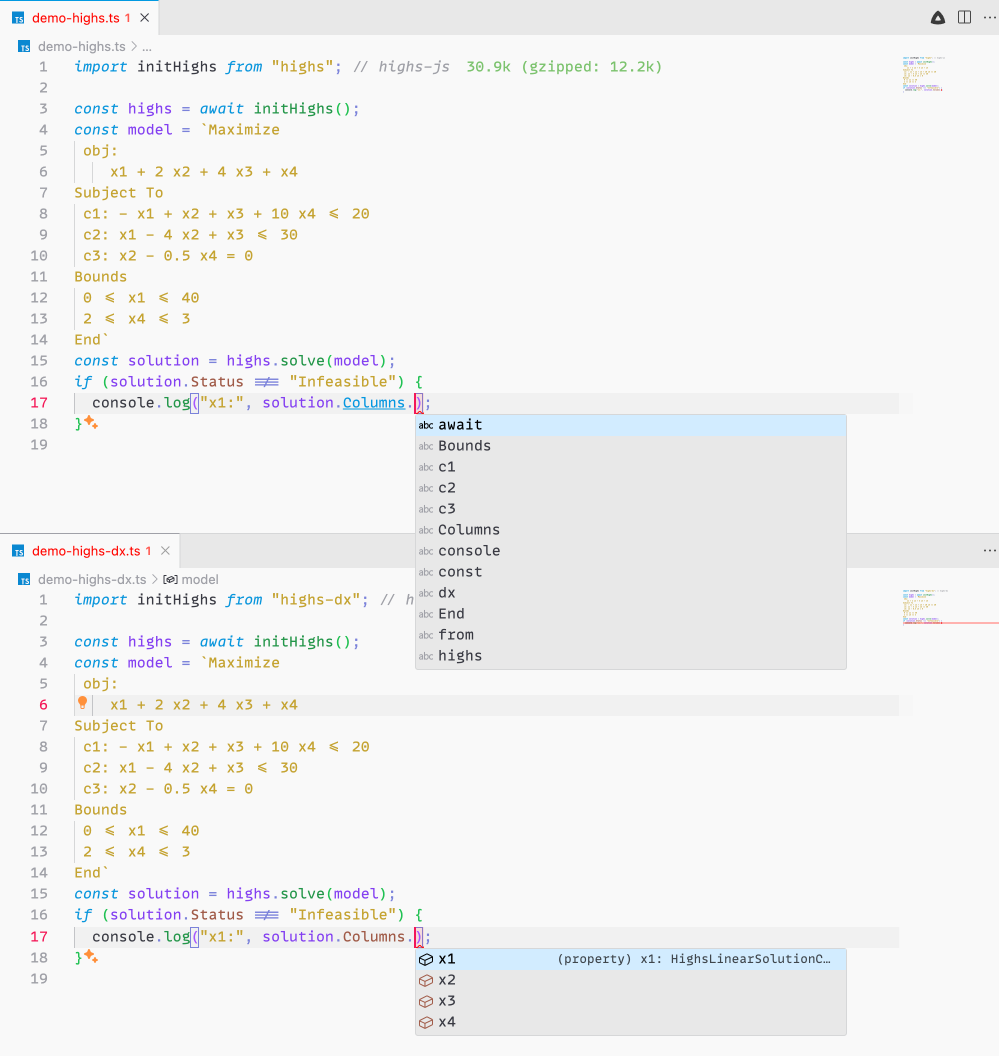 TS demo-highs.ts 1
TS demo-highs.ts > ...
1 import initHighs from "highs"; // highs-js 30.9k (gzipped: 12.2k)
2
3 const highs = await initHighs();
4 const model = `Maximize
5 obj:
6 x1 + 2 x2 + 4 x3 + x4
7 Subject To
8 c1: - x1 + x2 + x3 + 10 x4 <= 20
9 c2: x1 - 4 x2 + x3 <= 30
10 c3: x2 - 0.5 x4 = 0
11 Bounds
12 0 <= x1 <= 40
13 2 <= x4 <= 3
14 End`
15 const solution = highs.solve(model);
16 if (solution.Status !== "Infeasible") {
17 console.log("x1:", solution.Columns.);
18 }
19
abc await
abc Bounds
abc c1
abc c2
abc c3
abc Columns
abc console
abc const
abc dx
abc End
abc from
abc highs
TS demo-highs-dx.ts 1
TS demo-highs-dx.ts > model
1 import initHighs from "highs-dx"; // h
2
3 const highs = await initHighs();
4 const model = `Maximize
5 obj:
6 x1 + 2 x2 + 4 x3 + x4
7 Subject To
8 c1: - x1 + x2 + x3 + 10 x4 <= 20
9 c2: x1 - 4 x2 + x3 <= 30
10 c3: x2 - 0.5 x4 = 0
11 Bounds
12 0 <= x1 <= 40
13 2 <= x4 <= 3
14 End`
15 const solution = highs.solve(model);
16 if (solution.Status !== "Infeasible") {
17 console.log("x1:", solution.Columns.);
18 }
19
x1 (property) x1: HighsLinearSolutionC…
x2
x3
x4